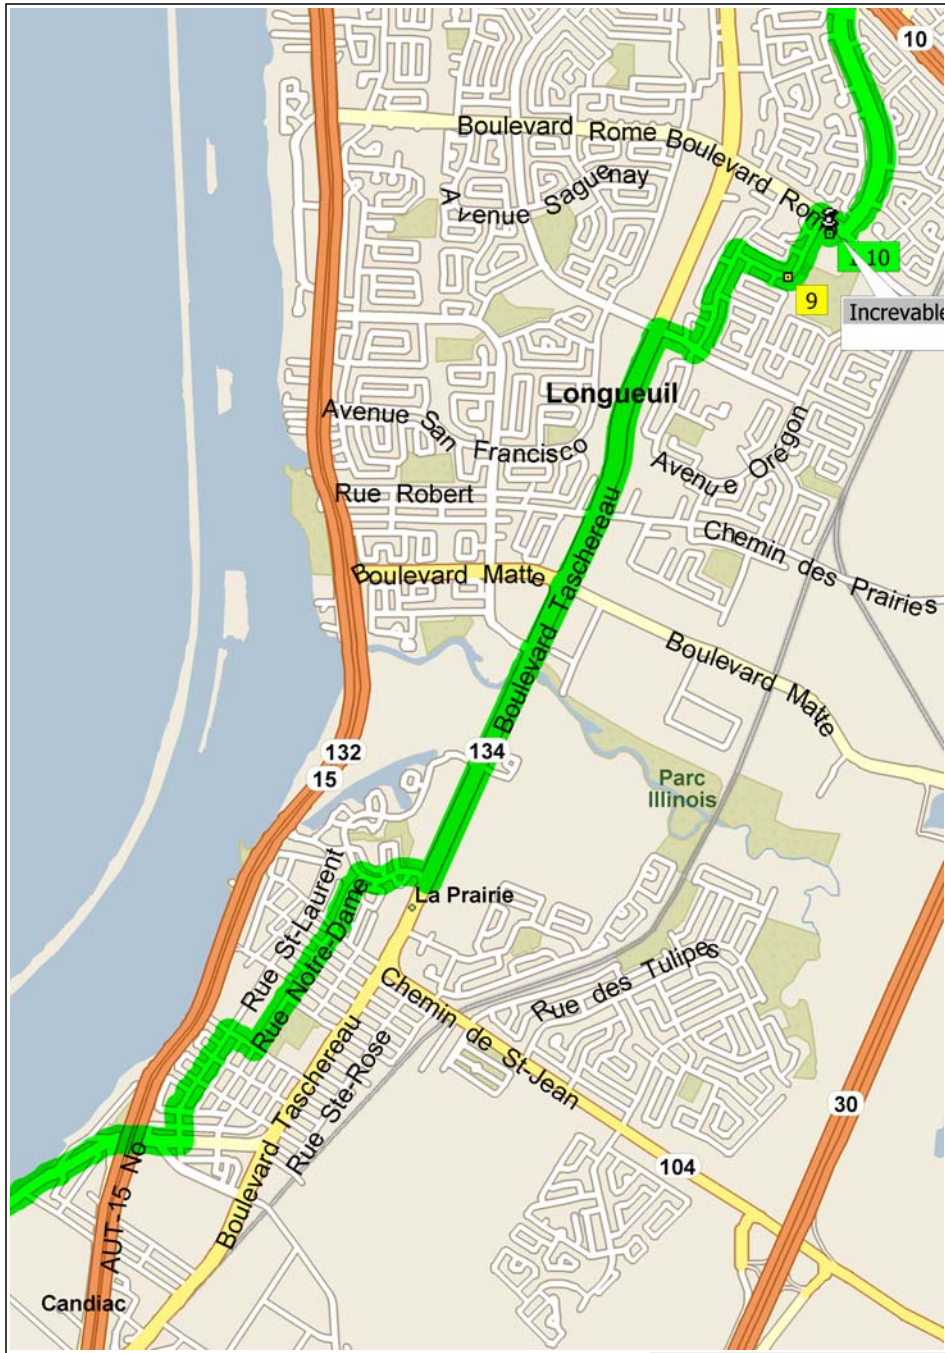 10
Boulevard Rome Boulevard Rome
Avenue Saguenay
10
9
Increvable
Longueuil
Avenue San Francisco
Avenue Orégon
Rue Robert
Boulevard Taschereau
Chemin des Prairies
Boulevard Matte
Boulevard Matte
132
134
15
Parc
Illinois
Rue St-Laurent
La Prairie
Rue Notre-Dame
Rue des Tulipes
Chemin de St-Jean
Boulevard Taschereau
Rue Ste-Rose
30
AUT-15 No
104
Candiac